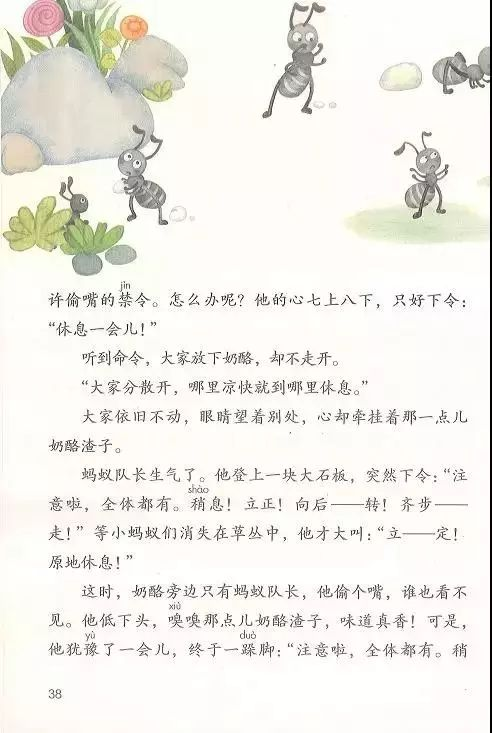 jìn
许偷嘴的禁令。怎么办呢？他的心七上八下，只好下令：
“休息一会儿！”
听到命令，大家放下奶酪，却不走开。
“大家分散开，哪里凉快就到哪里休息。”
大家依旧不动，眼睛望着别处，心却牵挂着那一点儿
奶酪渣子。
蚂蚁队长生气了。他登上一块大石板，突然下令：“注
shào
意啦，全体都有。稍息！立正！向后——转！齐步——
走！”等小蚂蚁们消失在草丛中，他才大叫：“立——定！
原地休息！”
这时，奶酪旁边只有蚂蚁队长，他偷个嘴，谁也看不
xiù
见。他低下头，嗅嗅那点儿奶酪渣子，味道真香！可是，
yù duò
他犹豫了一会儿，终于一跺脚：“注意啦，全体都有。稍
38